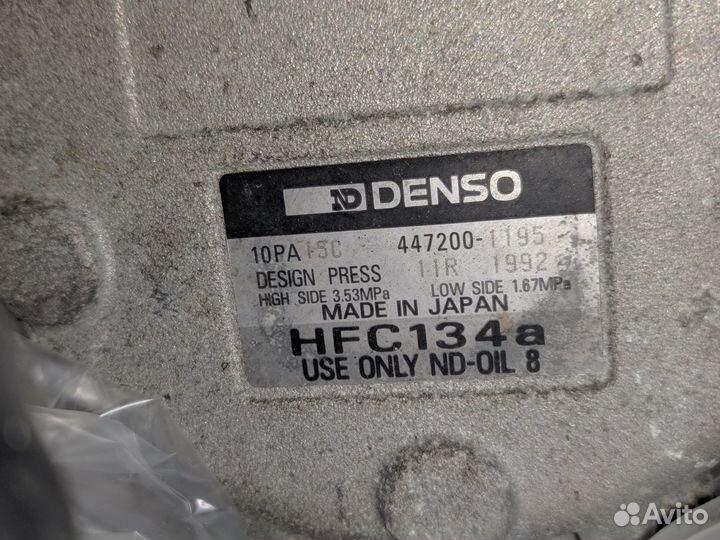 ND DENSO
10PA15C 447200-1195
DESIGN PRESS 11R 1992
HIGH SIDE 3.53MPa LOW SIDE 1.67MPa
MADE IN JAPAN
HFC134a
USE ONLY ND-OIL 8
Avito